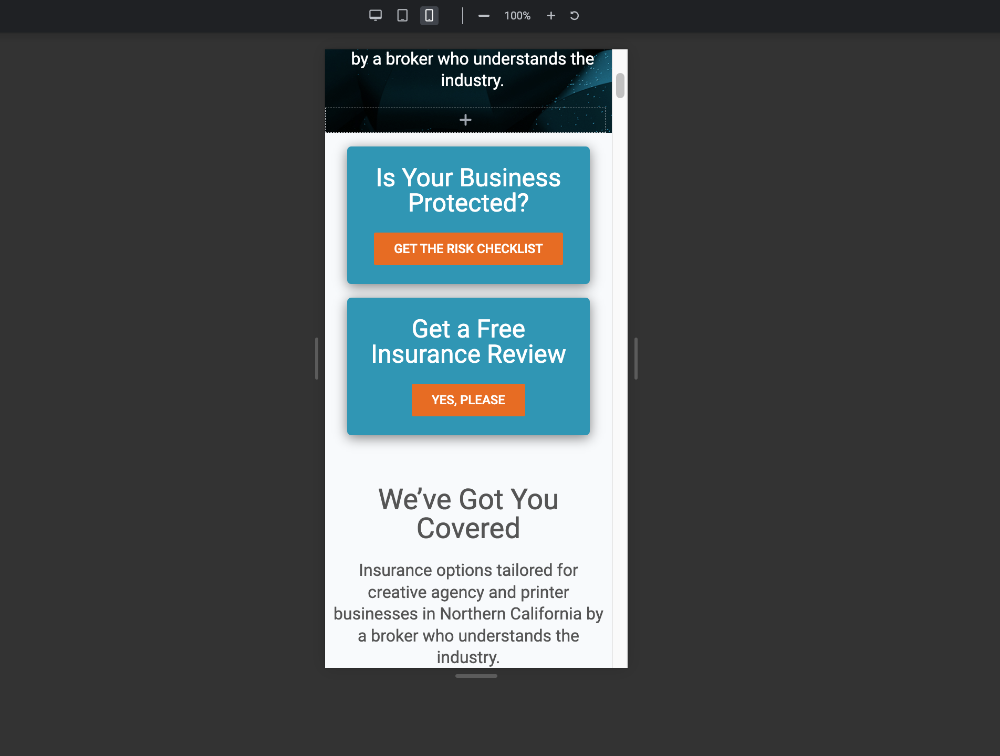 100%
by a broker who understands the
industry.
Is Your Business
Protected?
GET THE RISK CHECKLIST
Get a Free
Insurance Review
YES, PLEASE
We’ve Got You
Covered
Insurance options tailored for
creative agency and printer
businesses in Northern California by
a broker who understands the
industry.